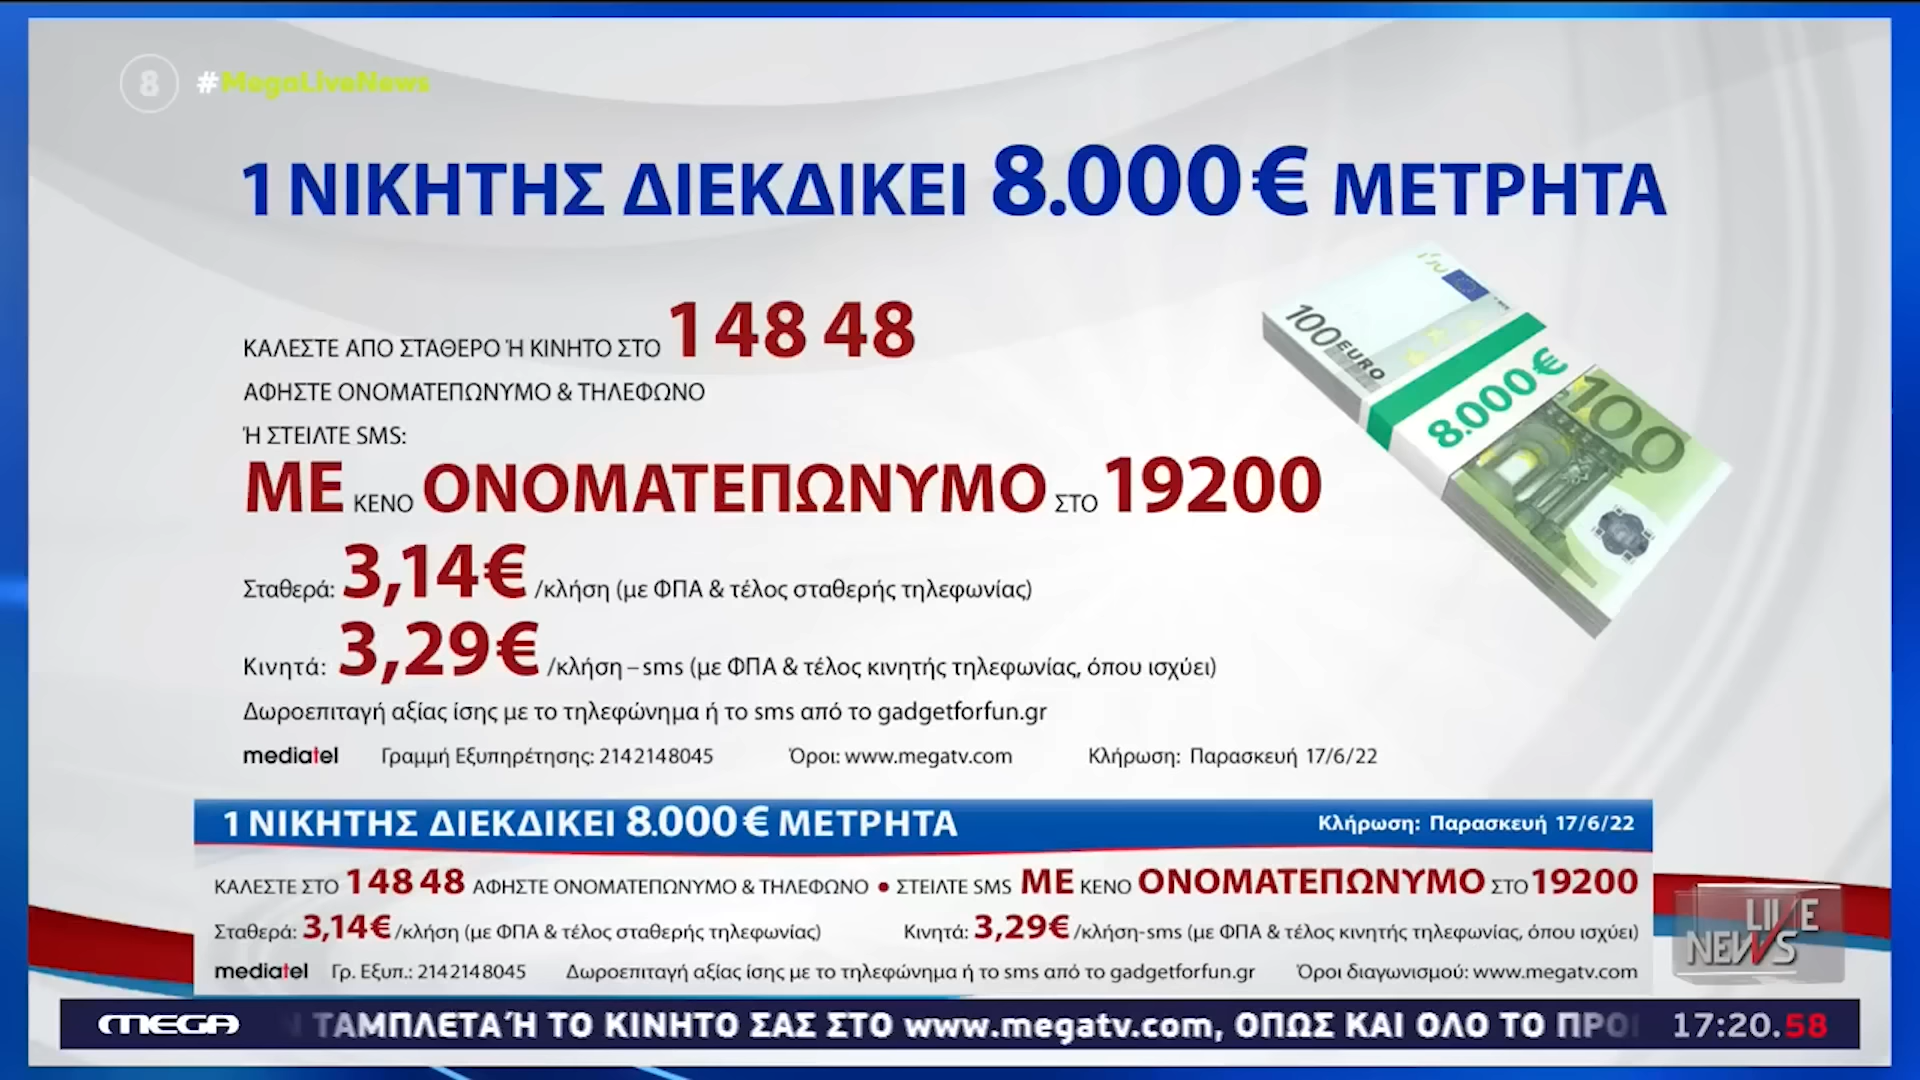 8 #MegaLiveNews
1 ΝΙΚΗΤΗΣ ΔΙΕΚΔΙΚΕΙ 8.000€ ΜΕΤΡΗΤΑ
ΚΑΛΕΣΤΕ ΑΠΟ ΣΤΑΘΕΡΟ Ή ΚΙΝΗΤΟ ΣΤΟ 148 48
ΑΦΗΣΤΕ ΟΝΟΜΑΤΕΠΩΝΥΜΟ & ΤΗΛΕΦΩΝΟ
Ή ΣΤΕΙΛΤΕ SMS:
ΜΕ ΚΕΝΟ ΟΝΟΜΑΤΕΠΩΝΥΜΟ ΣΤΟ 19200
Σταθερά: 3,14€ /κλήση (με ΦΠΑ & τέλος σταθερής τηλεφωνίας)
Κινητά: 3,29€ /κλήση – sms (με ΦΠΑ & τέλος κινητής τηλεφωνίας, όπου ισχύει)
Δωροεπιταγή αξίας ίσης με το τηλεφώνημα ή το sms από το gadgetforfun.gr
mediatel Γραμμή Εξυπηρέτησης: 2142148045 Όροι: www.megatv.com Κλήρωση: Παρασκευή 17/6/22
100 EURO
8.000€
100
1 ΝΙΚΗΤΗΣ ΔΙΕΚΔΙΚΕΙ 8.000€ ΜΕΤΡΗΤΑ Κλήρωση: Παρασκευή 17/6/22
ΚΑΛΕΣΤΕ ΣΤΟ 148 48 ΑΦΗΣΤΕ ΟΝΟΜΑΤΕΠΩΝΥΜΟ & ΤΗΛΕΦΩΝΟ • ΣΤΕΙΛΤΕ SMS ΜΕ ΚΕΝΟ ΟΝΟΜΑΤΕΠΩΝΥΜΟ ΣΤΟ 19200
Σταθερά: 3,14€ /κλήση (με ΦΠΑ & τέλος σταθερής τηλεφωνίας) Κινητά: 3,29€ /κλήση-sms (με ΦΠΑ & τέλος κινητής τηλεφωνίας, όπου ισχύει)
mediatel Γρ. Εξυπ.: 2142148045 Δωροεπιταγή αξίας ίσης με το τηλεφώνημα ή το sms από το gadgetforfun.gr Όροι διαγωνισμού: www.megatv.com
LIVE
NEWS
MEGA ΤΑΜΠΛΕΤΑ Ή ΤΟ ΚΙΝΗΤΟ ΣΑΣ ΣΤΟ www.megatv.com, ΟΠΩΣ ΚΑΙ ΟΛΟ ΤΟ ΠΡΟ 17:20.58